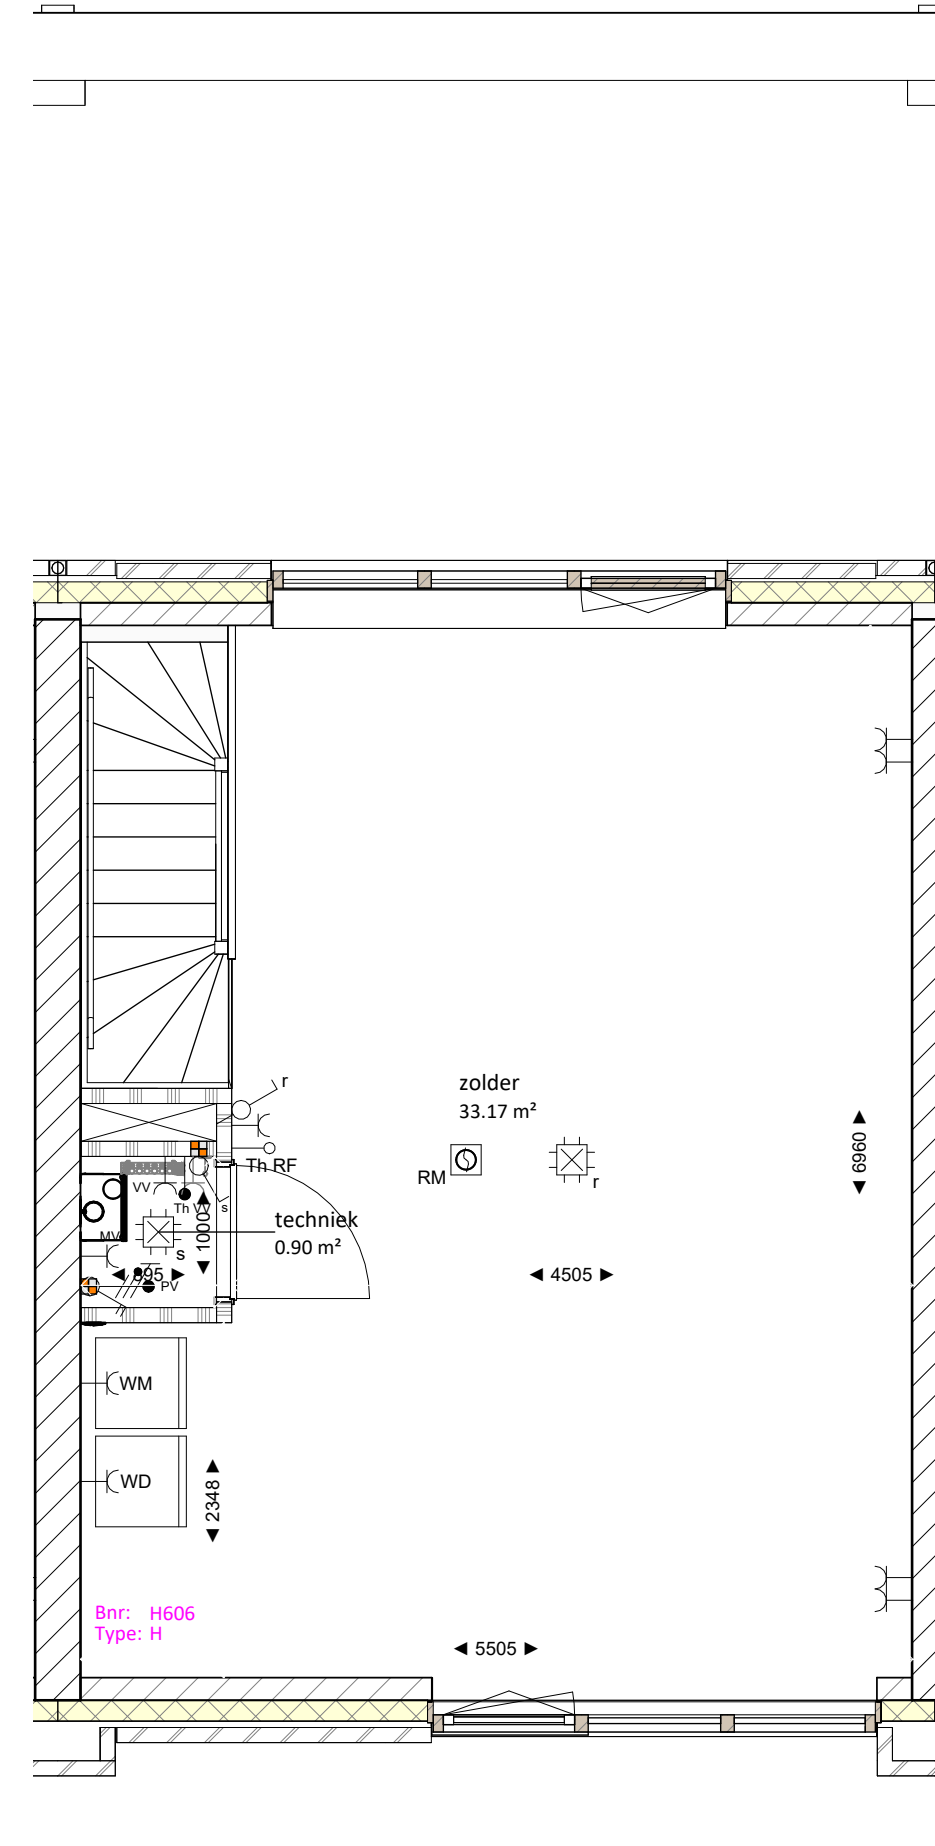 r
zolder
33.17 m²
6960
Th RF
RM
r
VV
Th VV
s
1000
techniek
0.90 m²
MV
s
895
PV
4505
WM
WD
2348
Bnr: H606
Type: H
5505